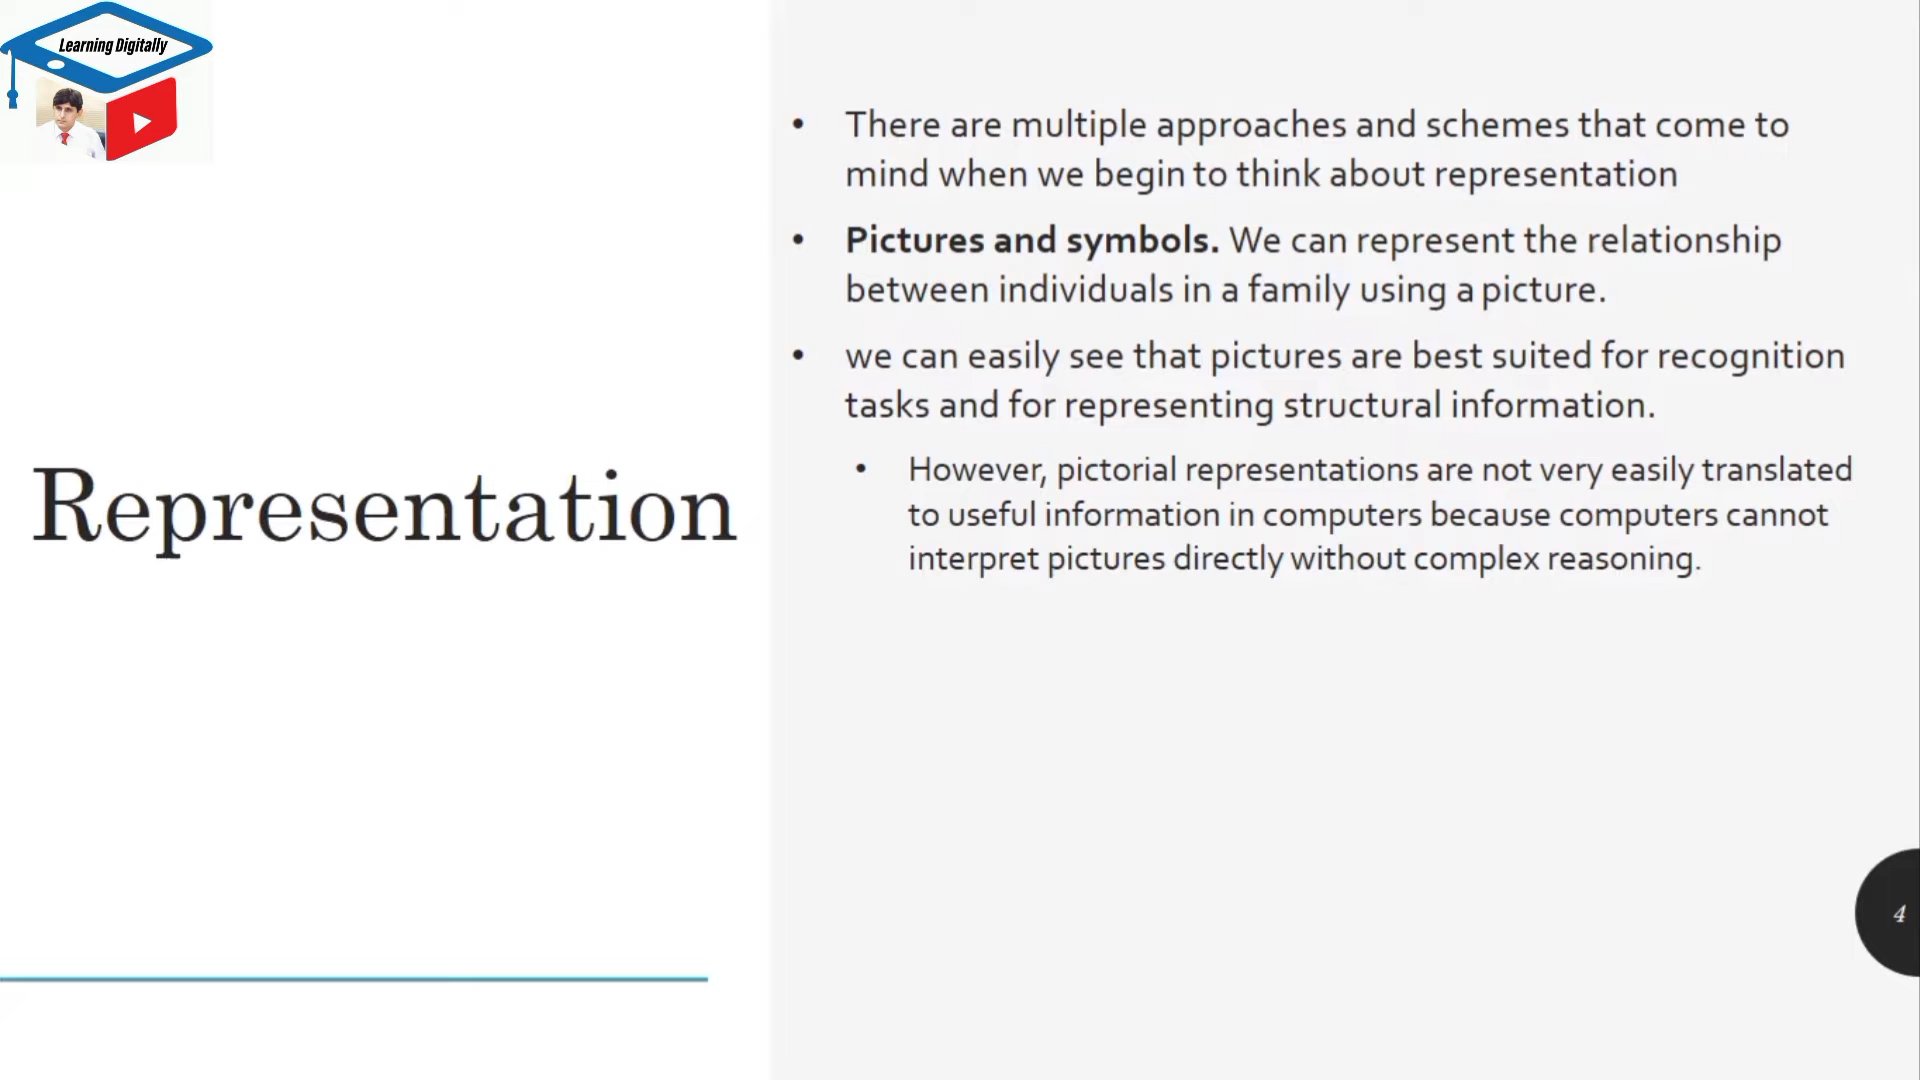 Learning Digitally
There are multiple approaches and schemes that come to
mind when we begin to think about representation
Pictures and symbols. We can represent the relationship
between individuals in a family using a picture.
we can easily see that pictures are best suited for recognition
tasks and for representing structural information.
However, pictorial representations are not very easily translated
to useful information in computers because computers cannot
interpret pictures directly without complex reasoning.
Representation
4